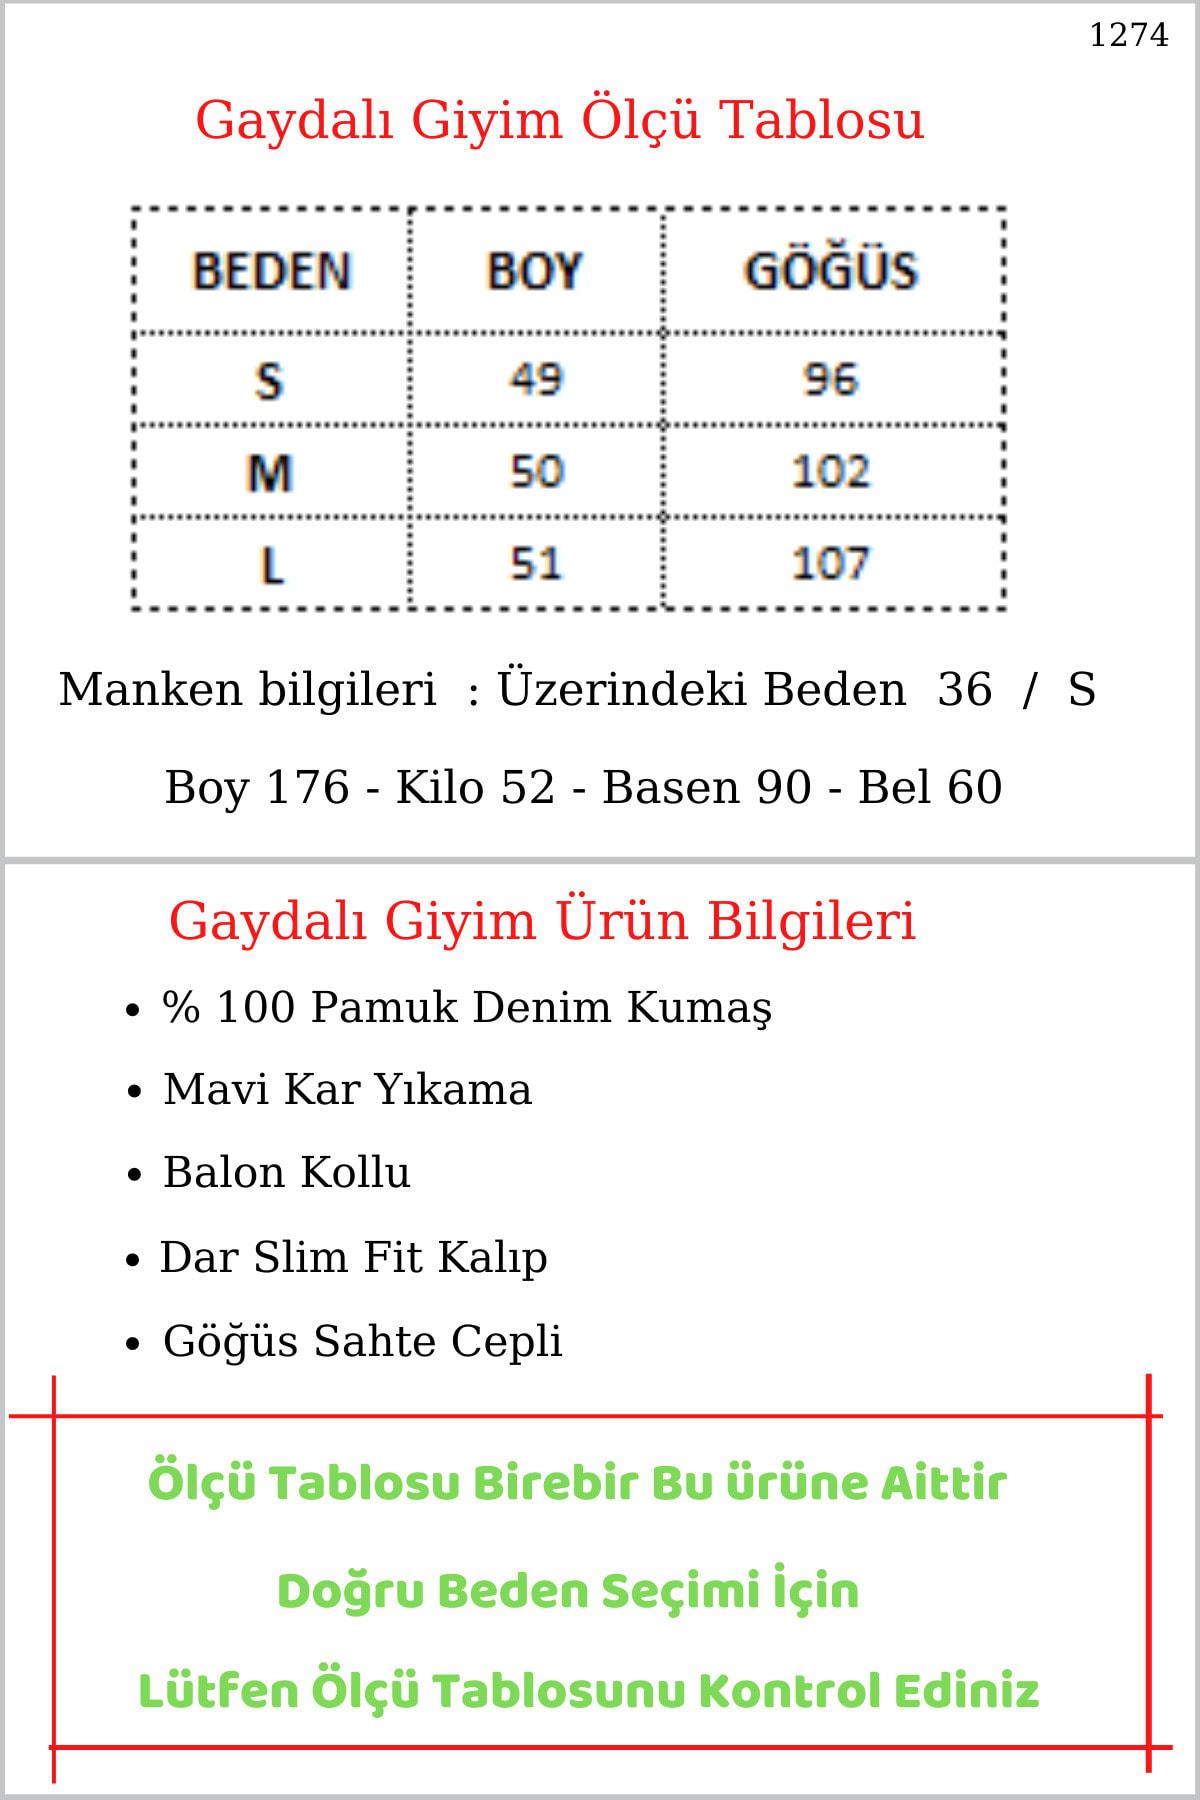 1274
Gaydalı Giyim Ölçü Tablosu
BEDEN BOY GÖĞÜS
S 49 96
M 50 102
L 51 107
Manken bilgileri : Üzerindeki Beden 36 / S
Boy 176 - Kilo 52 - Basen 90 - Bel 60
Gaydalı Giyim Ürün Bilgileri
• % 100 Pamuk Denim Kumaş
• Mavi Kar Yıkama
• Balon Kollu
• Dar Slim Fit Kalıp
• Göğüs Sahte Cepli
Ölçü Tablosu Birebir Bu ürüne Aittir
Doğru Beden Seçimi İçin
Lütfen Ölçü Tablosunu Kontrol Ediniz